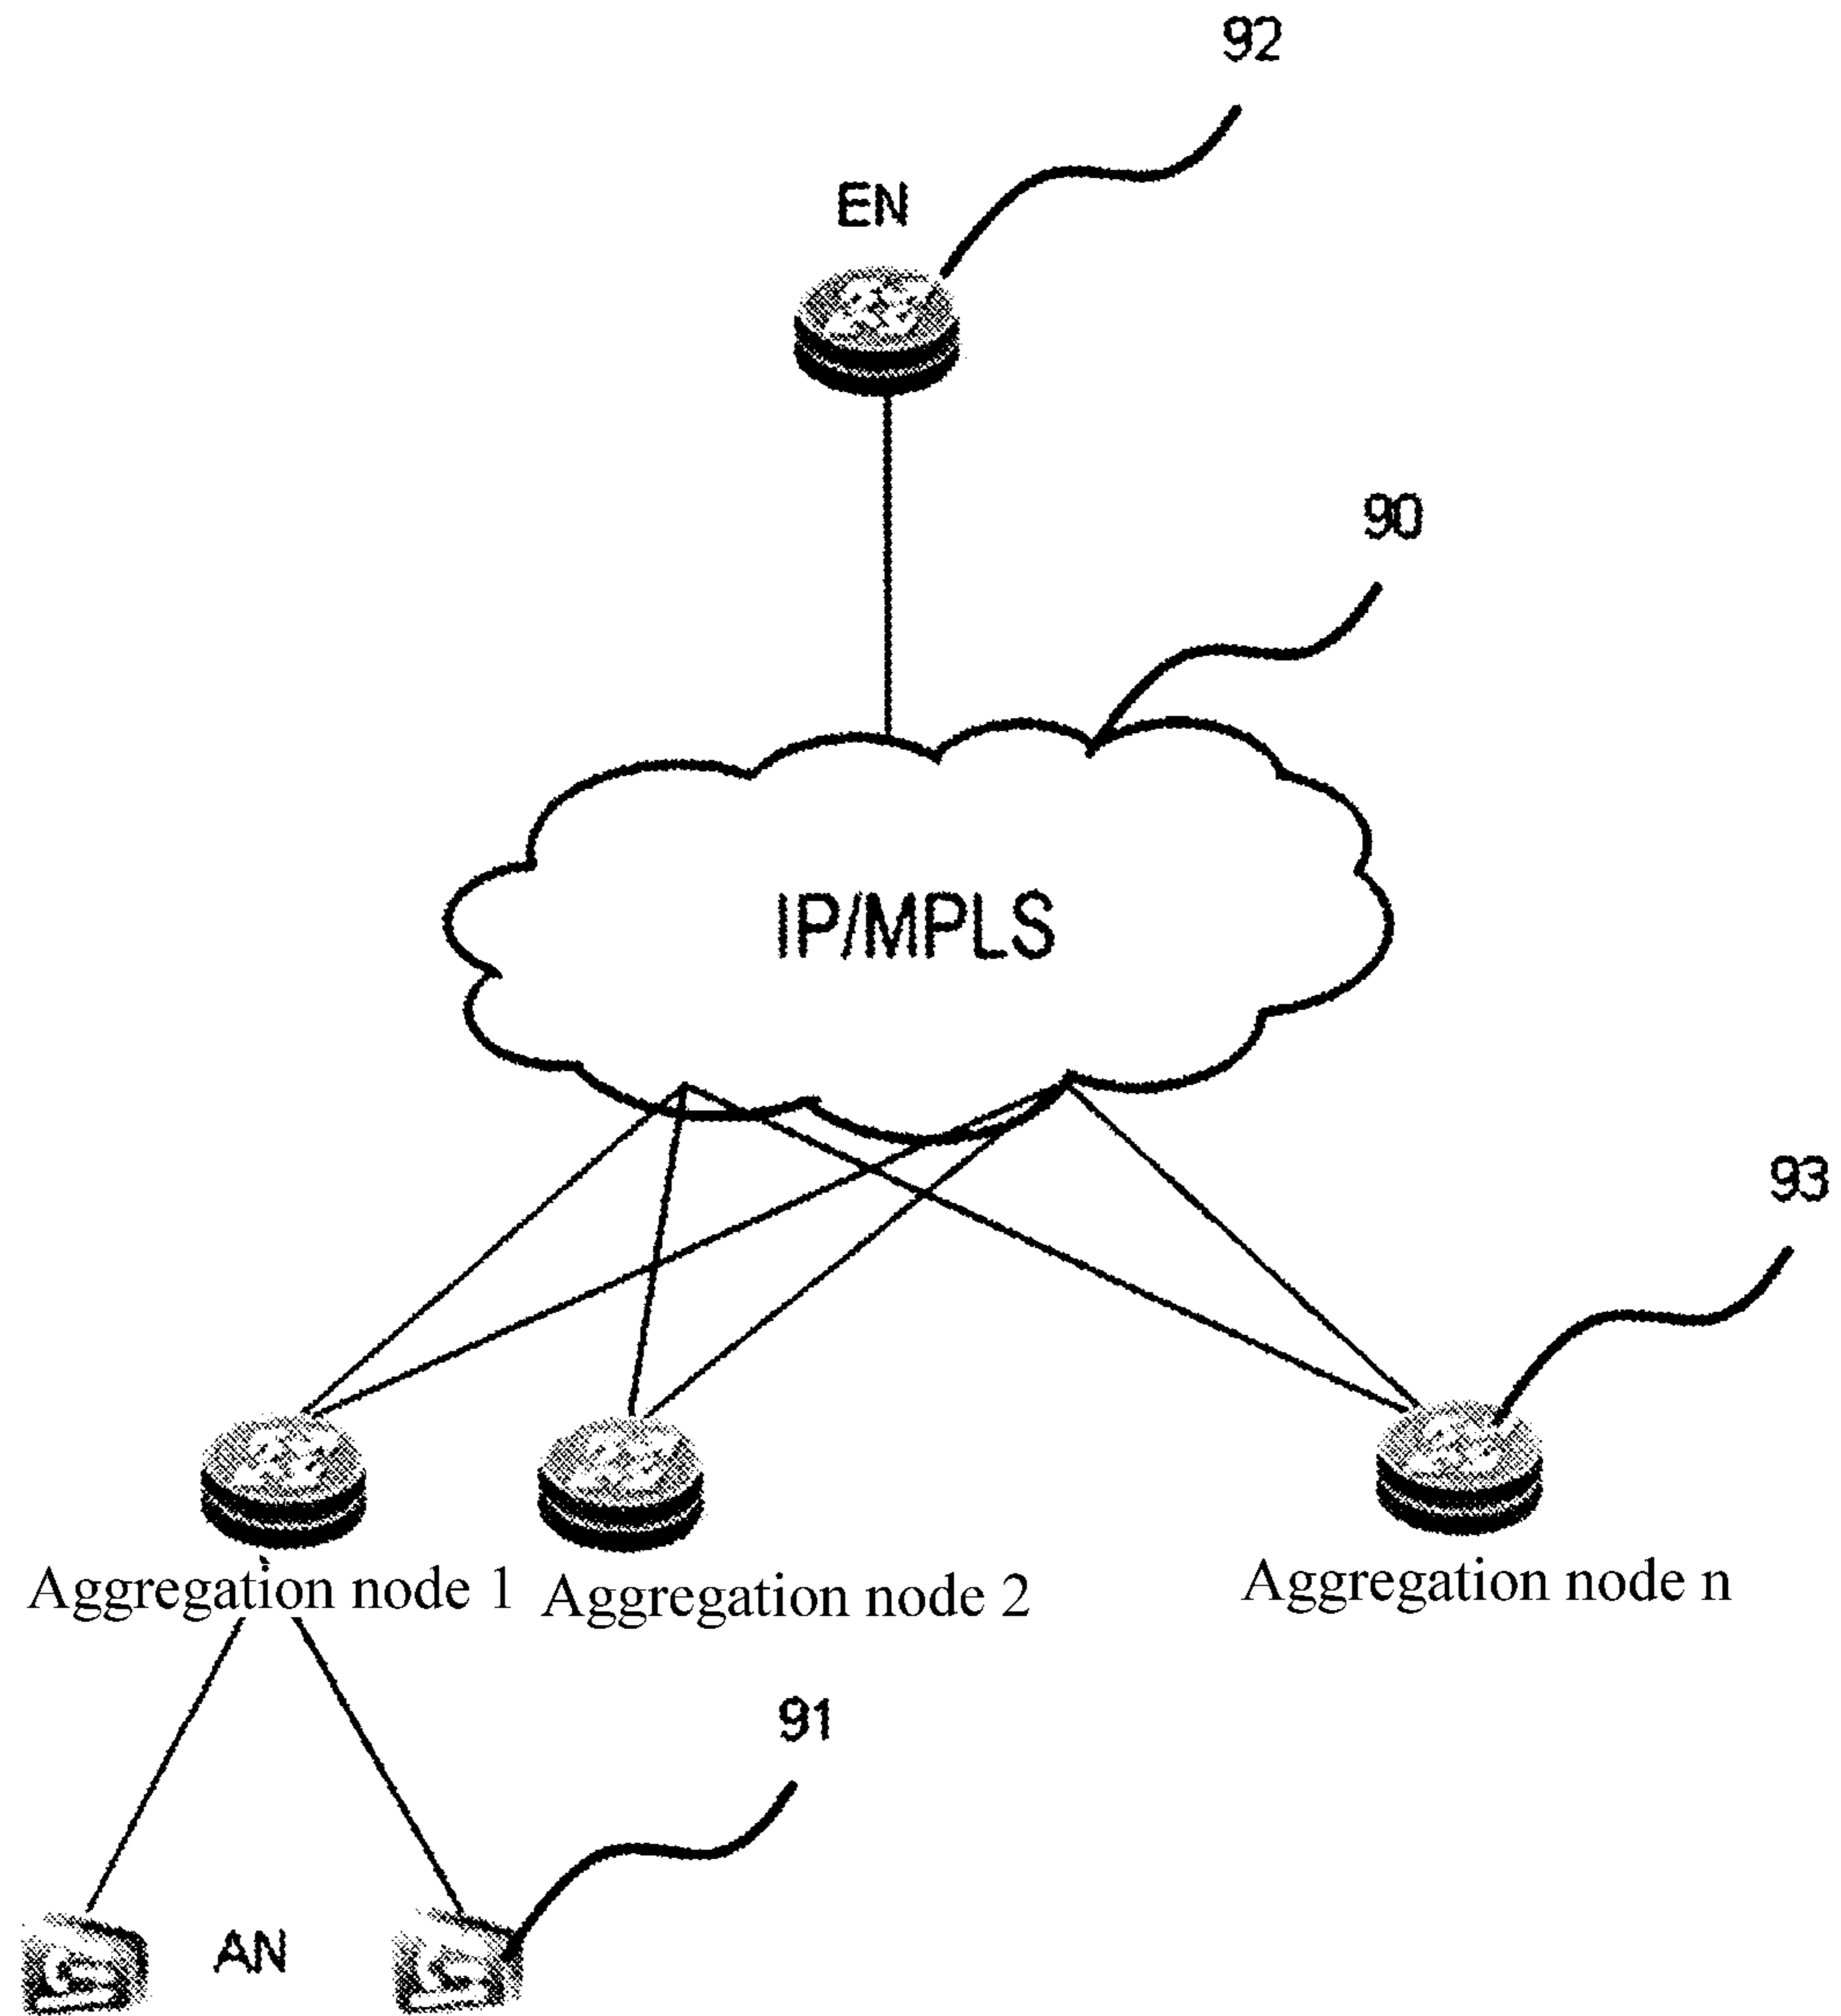 92
EN
90
IP/MPLS
93
Aggregation node 1
Aggregation node 2
Aggregation node n
91
AN